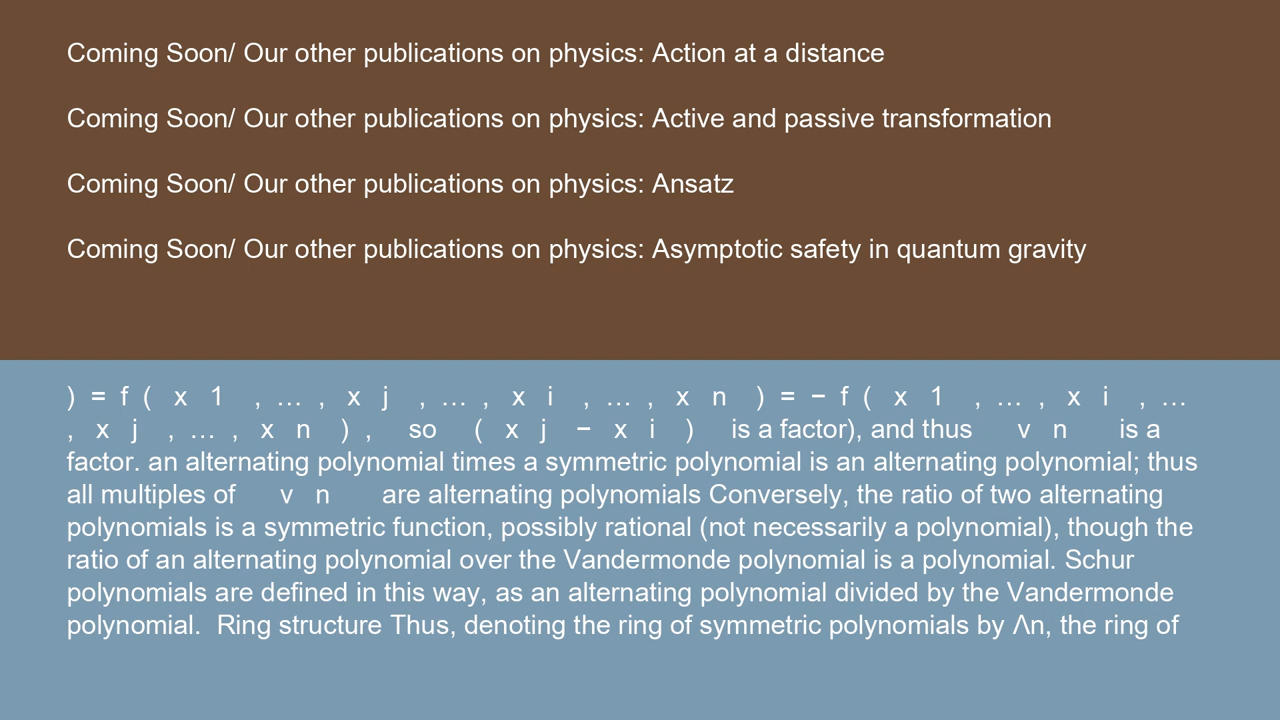 Coming Soon/ Our other publications on physics: Action at a distance
Coming Soon/ Our other publications on physics: Active and passive transformation
Coming Soon/ Our other publications on physics: Ansatz
Coming Soon/ Our other publications on physics: Asymptotic safety in quantum gravity
) = f ( x 1 , … , x j , … , x i , … , x n ) = − f ( x 1 , … , x i , …
, x j , … , x n ) , so ( x j − x i ) is a factor), and thus v n is a
factor. an alternating polynomial times a symmetric polynomial is an alternating polynomial; thus
all multiples of v n are alternating polynomials Conversely, the ratio of two alternating
polynomials is a symmetric function, possibly rational (not necessarily a polynomial), though the
ratio of an alternating polynomial over the Vandermonde polynomial is a polynomial. Schur
polynomials are defined in this way, as an alternating polynomial divided by the Vandermonde
polynomial. Ring structure Thus, denoting the ring of symmetric polynomials by Λn, the ring of